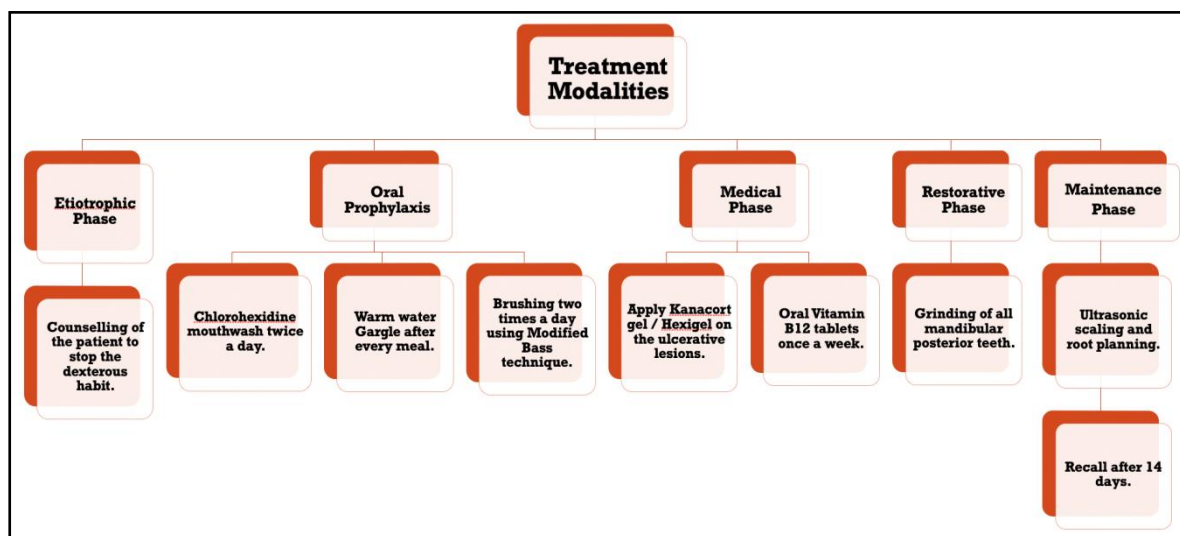 Treatment
Modalities
Etiotrophic
Phase
Oral
Prophylaxis
Medical
Phase
Restorative
Phase
Maintenance
Phase
Counselling of
the patient to
stop the
dexterous
habit.
Chlorohexidine
mouthwash twice
a day.
Warm water
Gargle after
every meal.
Brushing two
times a day
using Modified
Bass
technique.
Apply Kanacort
gel / Hexigel on
the ulcerative
lesions.
Oral Vitamin
B12 tablets
once a week.
Grinding of all
mandibular
posterior teeth.
Ultrasonic
scaling and
root planning.
Recall after 14
days.